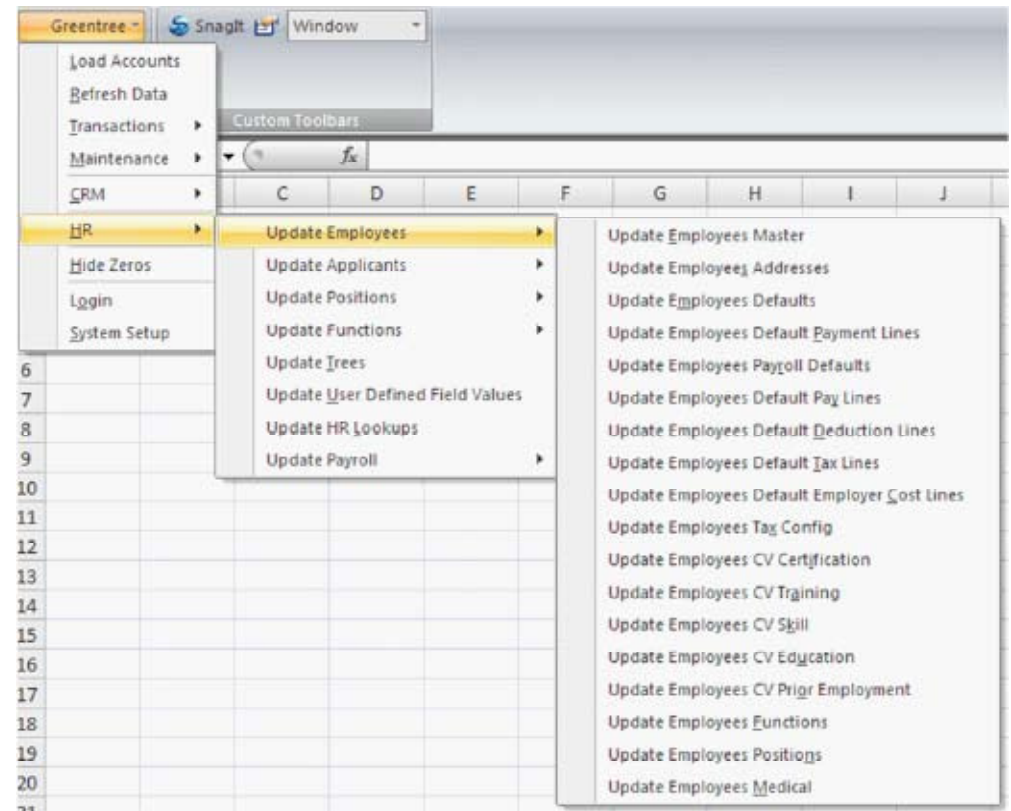 Greentree SnagIt Window
Load Accounts
Refresh Data
Transactions
Maintenance
CRM
HR
Hide Zeros
Login
System Setup
Custom Toolbars
fx
C D E F G H I J
Update Employees
Update Applicants
Update Positions
Update Functions
Update Trees
Update User Defined Field Values
Update HR Lookups
Update Payroll
Update Employees Master
Update Employees Addresses
Update Employees Defaults
Update Employees Default Payment Lines
Update Employees Payroll Defaults
Update Employees Default Pay Lines
Update Employees Default Deduction Lines
Update Employees Default Tax Lines
Update Employees Default Employer Cost Lines
Update Employees Tax Config
Update Employees CV Certification
Update Employees CV Training
Update Employees CV Skill
Update Employees CV Education
Update Employees CV Prior Employment
Update Employees Functions
Update Employees Positions
Update Employees Medical
6
7
8
9
10
11
12
13
14
15
16
17
18
19
20
21